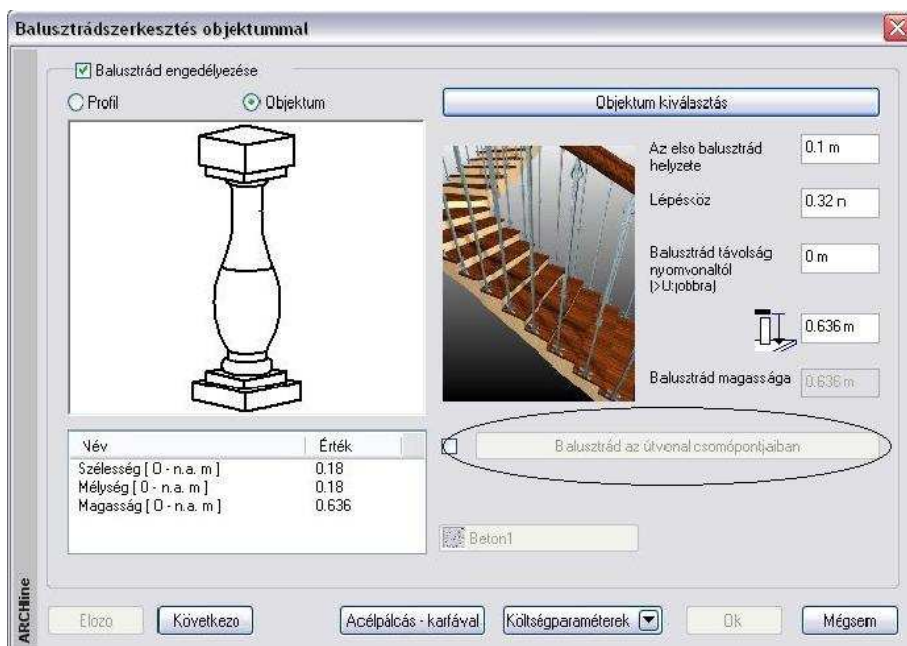 Balusztrádszerkesztés objektummal
Balusztrád engedélyezése
Profil
Objektum
Objektum kiválasztás
Az elso balusztrád
helyzete
0.1 m
Lépésköz
0.32 m
Balusztrád távolság
nyomvonaltól
(>0:jobbra)
0 m
0.636 m
Balusztrád magassága
0.636 m
Név Érték
Szélesség [ 0 - n.a. m ] 0.18
Mélység [ 0 - n.a. m ] 0.18
Magasság [ 0 - n.a. m ] 0.636
Balusztrád az útvonal csomópontjaiban
Beton1
ARCHline
Elozo
Következo
Acélpálcás - karfával
Költségparaméterek
Ok
Mégsem